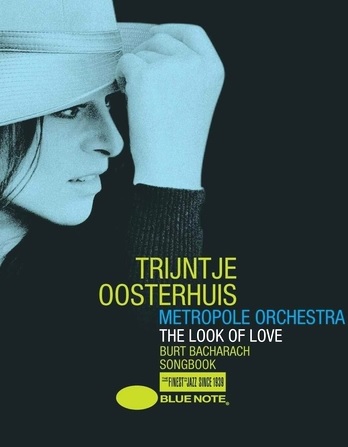 TRIJNTJE
OOSTERHUIS
METROPOLE ORCHESTRA
THE LOOK OF LOVE
BURT BACHARACH
SONGBOOK
THE FINEST IN JAZZ SINCE 1939
BLUE NOTE®